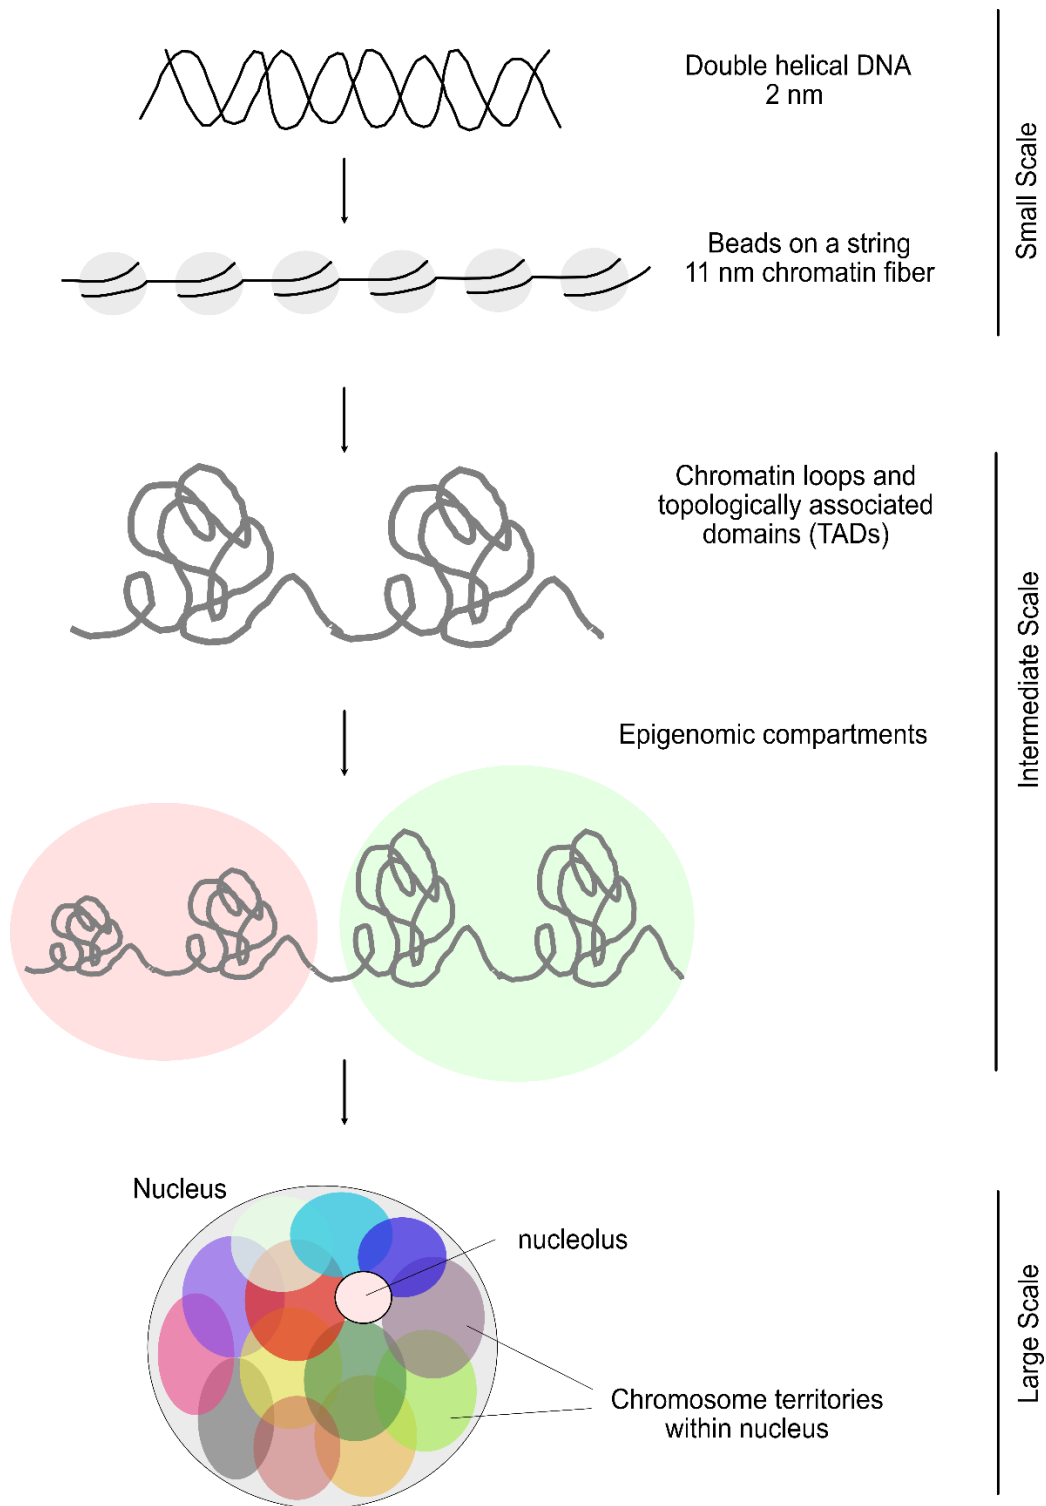 Double helical DNA
2 nm
Small Scale
Beads on a string
11 nm chromatin fiber
Chromatin loops and
topologically associated
domains (TADs)
Intermediate Scale
Epigenomic compartments
Nucleus
nucleolus
Large Scale
Chromosome territories
within nucleus